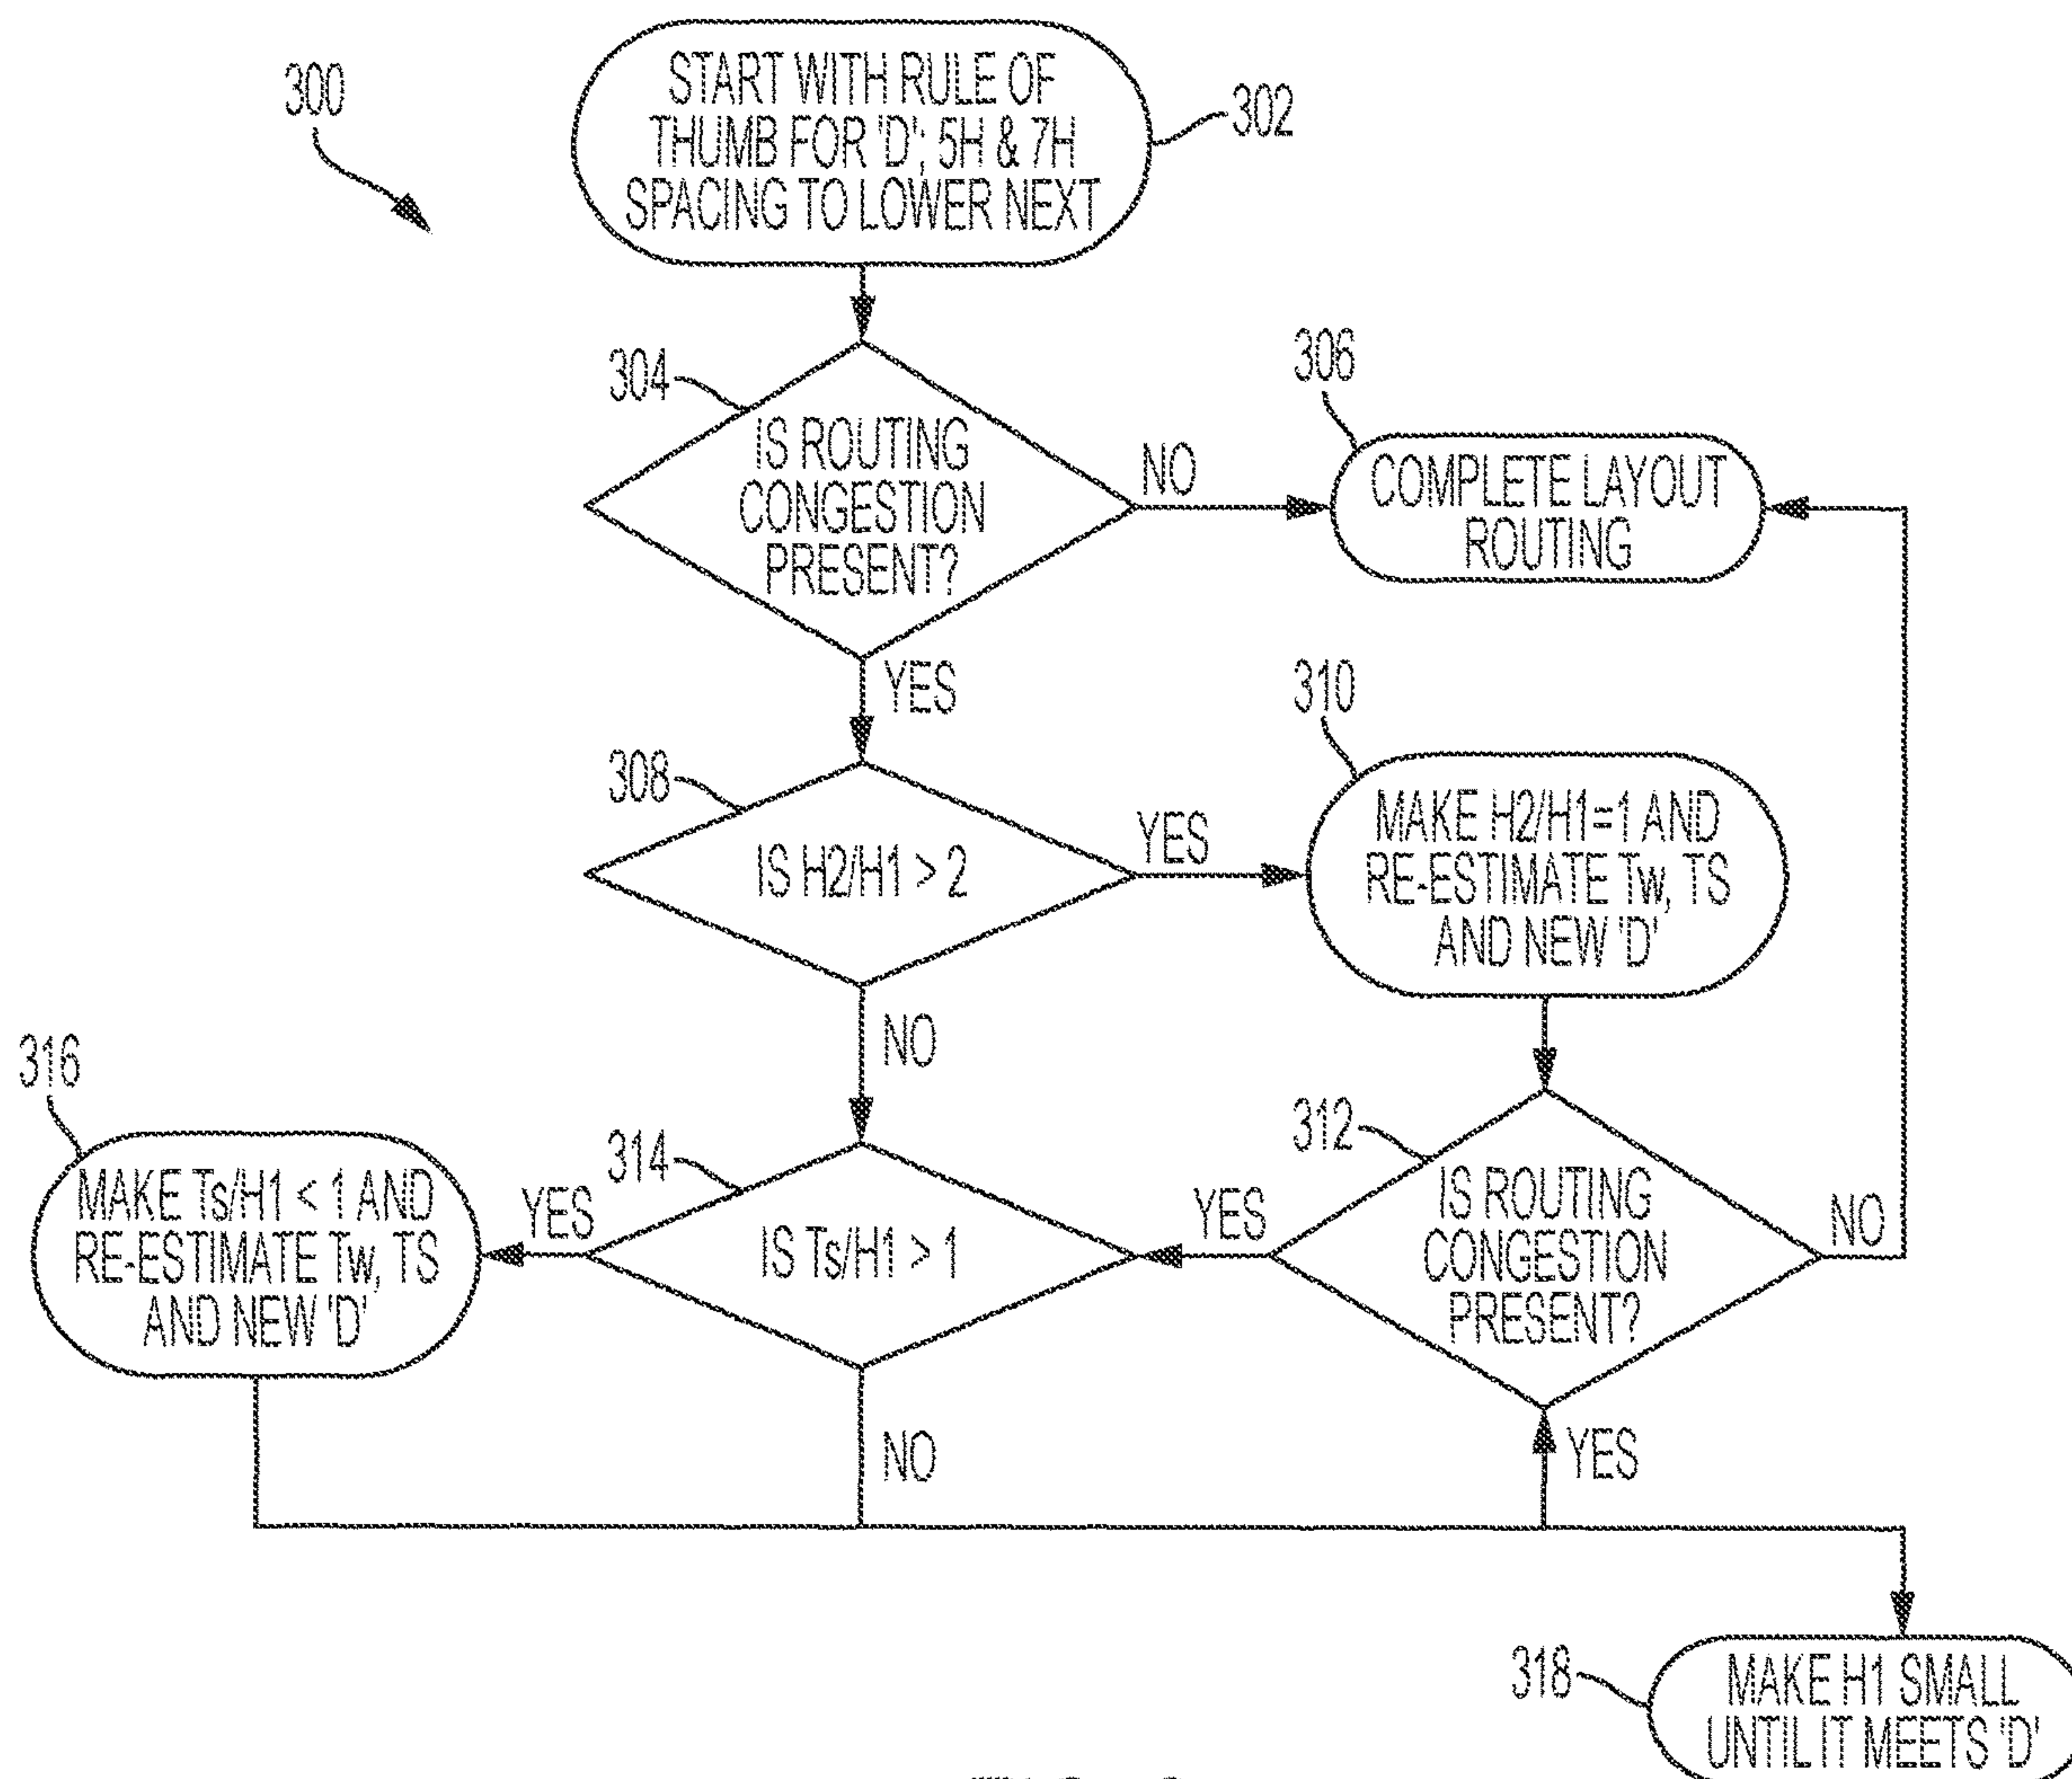 300
START WITH RULE OF
THUMB FOR 'D'; 5H & 7H
SPACING TO LOWER NEXT
302
304
IS ROUTING
CONGESTION
PRESENT?
NO
306
COMPLETE LAYOUT
ROUTING
YES
308
IS H2/H1 > 2
YES
310
MAKE H2/H1=1 AND
RE-ESTIMATE Tw, TS
AND NEW 'D'
NO
316
MAKE Ts/H1 < 1 AND
RE-ESTIMATE Tw, TS
AND NEW 'D'
YES
314
IS Ts/H1 > 1
YES
312
IS ROUTING
CONGESTION
PRESENT?
NO
NO
YES
318
MAKE H1 SMALL
UNTIL IT MEETS 'D'